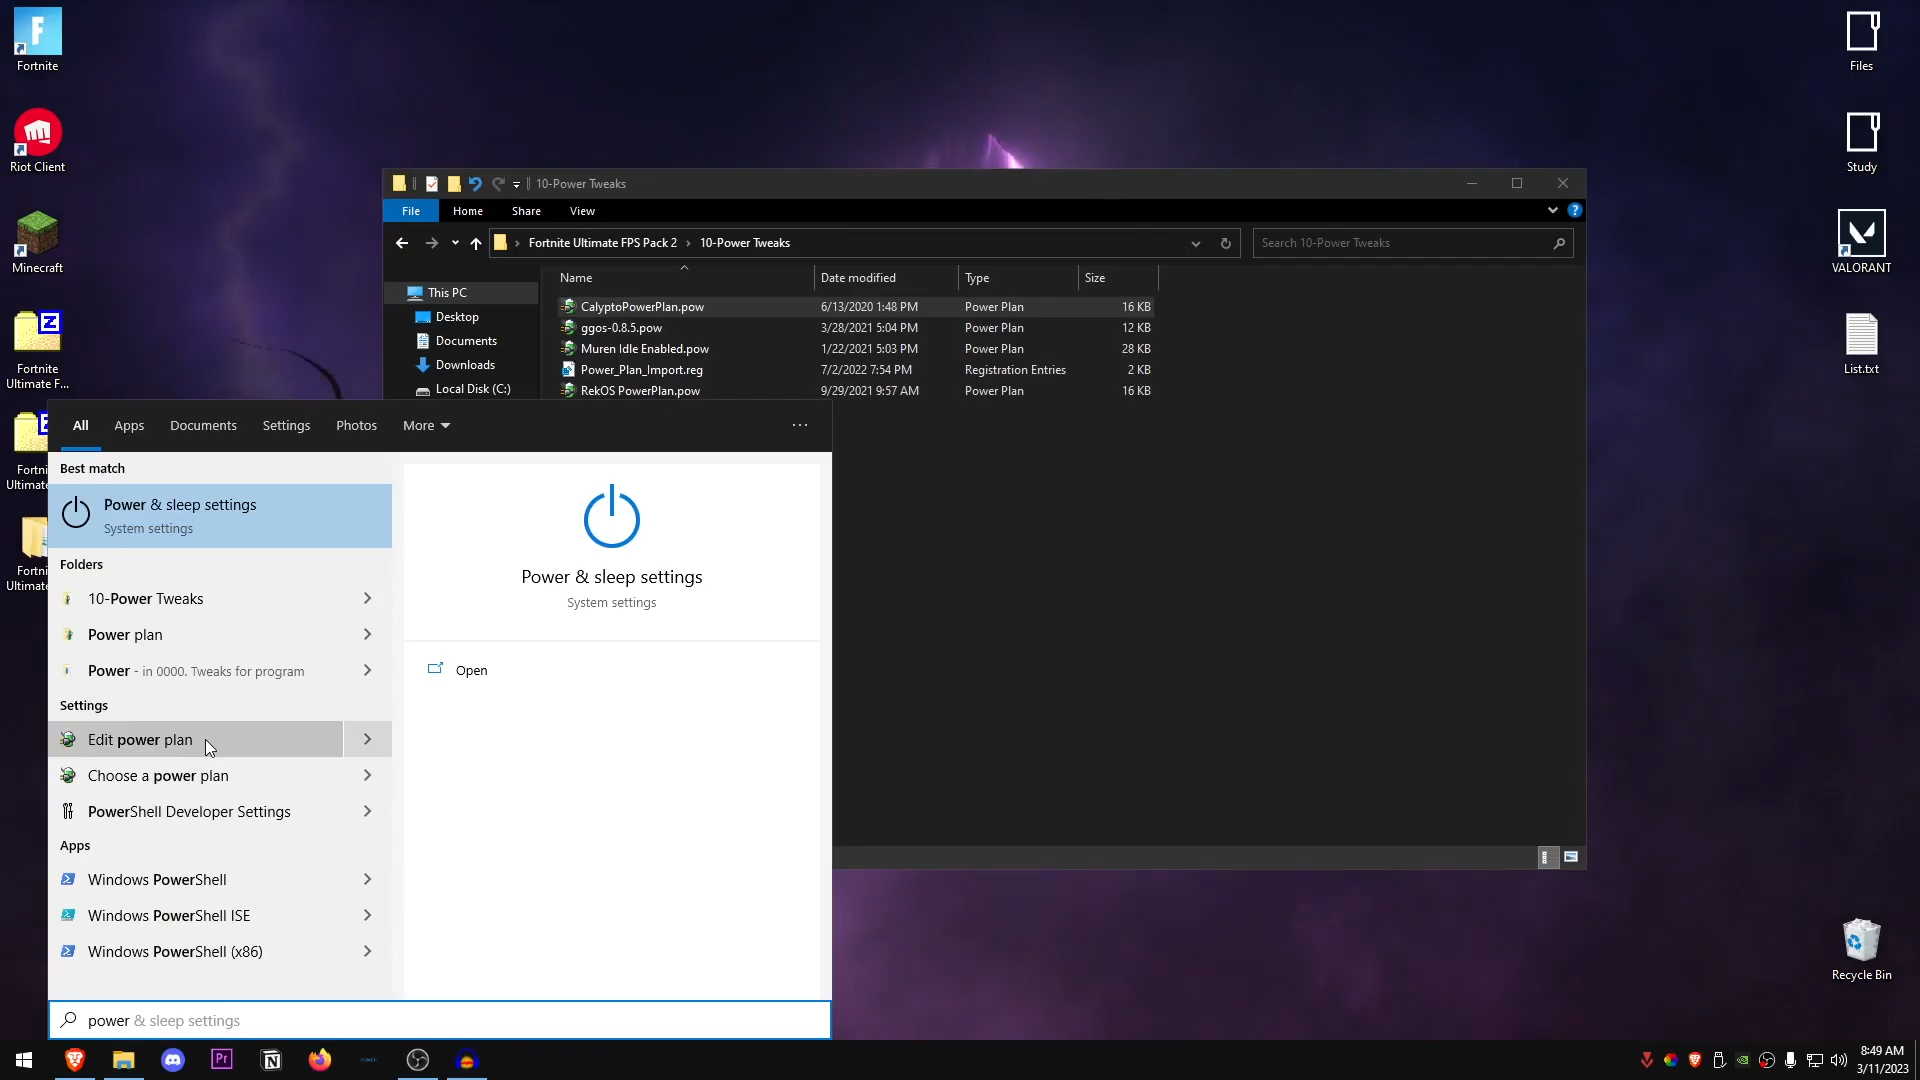 Fortnite
Riot Client
Minecraft
Fortnite
Ultimate F...
Fortni
Ultimate
Fortni
Ultimate
Files
Study
VALORANT
List.txt
Recycle Bin
10-Power Tweaks
File Home Share View
Fortnite Ultimate FPS Pack 2 › 10-Power Tweaks
Search 10-Power Tweaks
This PC
Desktop
Documents
Downloads
Local Disk (C:)
Name Date modified Type Size
CalyptoPowerPlan.pow 6/13/2020 1:48 PM Power Plan 16 KB
ggos-0.8.5.pow 3/28/2021 5:04 PM Power Plan 12 KB
Muren Idle Enabled.pow 1/22/2021 5:03 PM Power Plan 28 KB
Power_Plan_Import.reg 7/2/2022 7:54 PM Registration Entries 2 KB
RekOS PowerPlan.pow 9/29/2021 9:57 AM Power Plan 16 KB
All Apps Documents Settings Photos More
Best match
Power & sleep settings
System settings
Folders
10-Power Tweaks
Power plan
Power - in 0000. Tweaks for program
Settings
Edit power plan
Choose a power plan
PowerShell Developer Settings
Apps
Windows PowerShell
Windows PowerShell ISE
Windows PowerShell (x86)
Power & sleep settings
System settings
Open
power & sleep settings
8:49 AM
3/11/2023